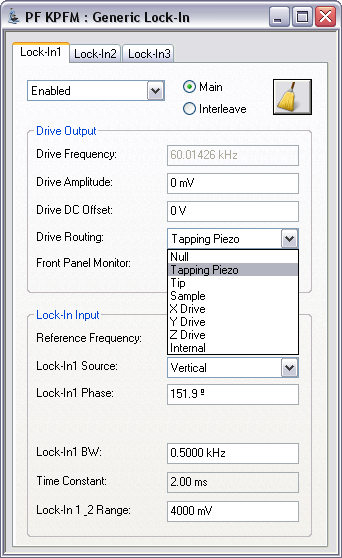 PF KPFM : Generic Lock-In
Lock-In1 Lock-In2 Lock-In3
Enabled
Main
Interleave
Drive Output
Drive Frequency: 60.01426 kHz
Drive Amplitude: 0 mV
Drive DC Offset: 0 V
Drive Routing: Tapping Piezo
Front Panel Monitor:
Null
Tapping Piezo
Tip
Sample
X Drive
Y Drive
Z Drive
Internal
Lock-In Input
Reference Frequency:
Lock-In1 Source: Vertical
Lock-In1 Phase: 151.9 º
Lock-In1 BW: 0.5000 kHz
Time Constant: 2.00 ms
Lock-In 1 _2 Range: 4000 mV